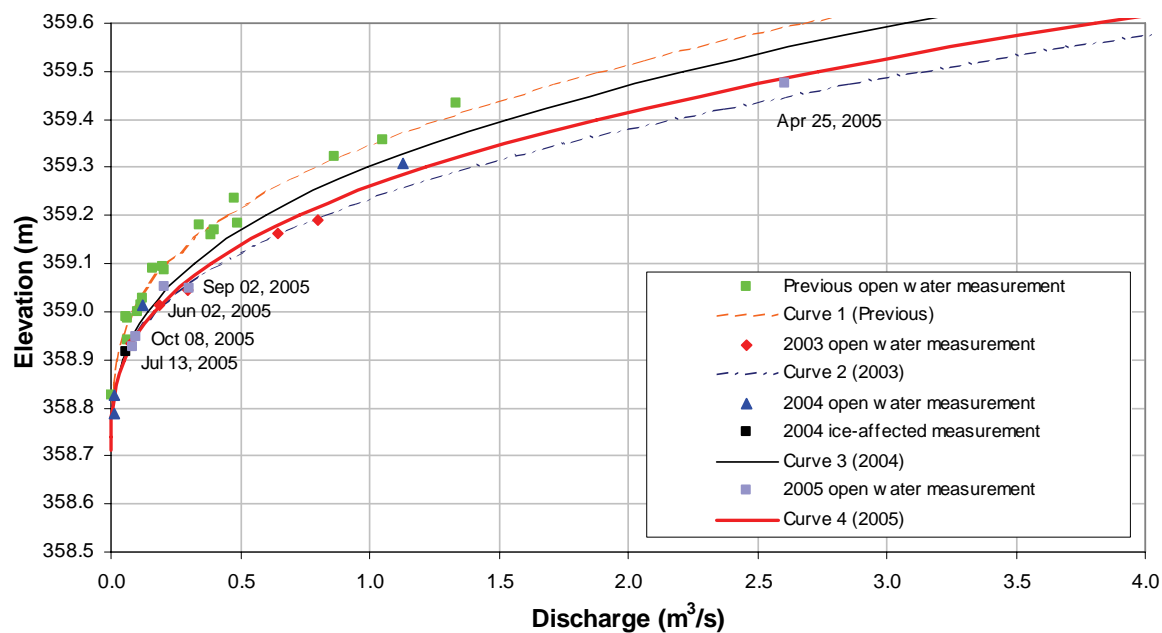 359.6
359.5
359.4
359.3
359.2
359.1
359.0
358.9
358.8
358.7
358.6
358.5
Elevation (m)
Apr 25, 2005
Sep 02, 2005
Jun 02, 2005
Oct 08, 2005
Jul 13, 2005
Previous open water measurement
Curve 1 (Previous)
2003 open water measurement
Curve 2 (2003)
2004 open water measurement
2004 ice-affected measurement
Curve 3 (2004)
2005 open water measurement
Curve 4 (2005)
0.0 0.5 1.0 1.5 2.0 2.5 3.0 3.5 4.0
Discharge (m³/s)